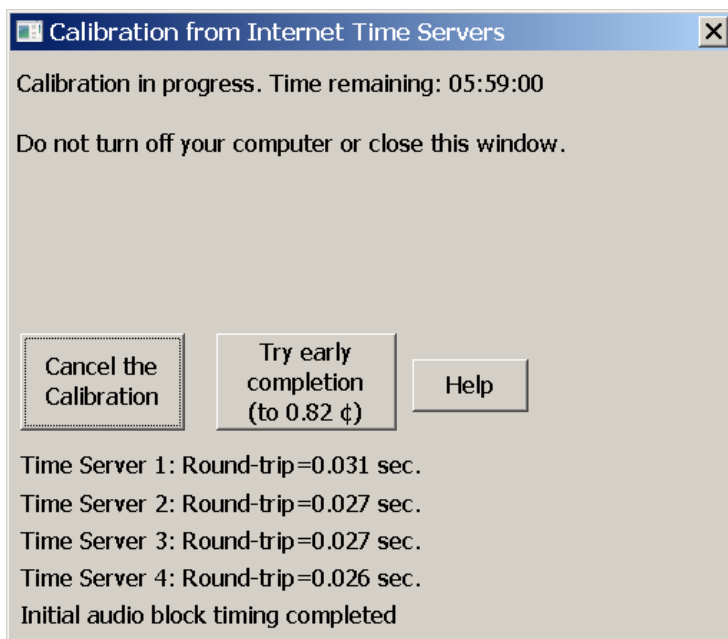 Calibration from Internet Time Servers
Calibration in progress. Time remaining: 05:59:00
Do not turn off your computer or close this window.
Cancel the
Calibration
Try early
completion
(to 0.82 ¢)
Help
Time Server 1: Round-trip=0.031 sec.
Time Server 2: Round-trip=0.027 sec.
Time Server 3: Round-trip=0.027 sec.
Time Server 4: Round-trip=0.026 sec.
Initial audio block timing completed